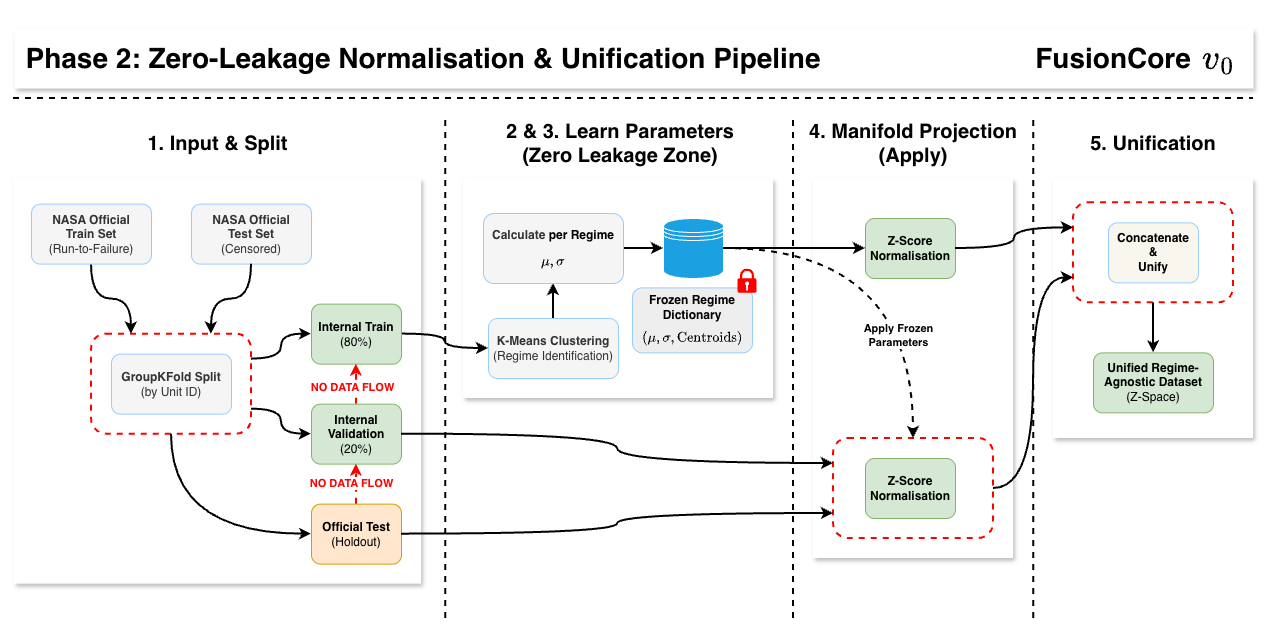 Phase 2: Zero-Leakage Normalisation & Unification Pipeline
FusionCore v₀
1. Input & Split
2 & 3. Learn Parameters
(Zero Leakage Zone)
4. Manifold Projection
(Apply)
5. Unification
NASA Official
Train Set
(Run-to-Failure)
NASA Official
Test Set
(Censored)
GroupKFold Split
(by Unit ID)
Internal Train
(80%)
NO DATA FLOW
Internal
Validation
(20%)
NO DATA FLOW
Official Test
(Holdout)
Calculate per Regime
μ, σ
K-Means Clustering
(Regime Identification)
Frozen Regime
Dictionary
(μ, σ, Centroids)
Z-Score
Normalisation
Apply Frozen
Parameters
Z-Score
Normalisation
Concatenate
&
Unify
Unified Regime-
Agnostic Dataset
(Z-Space)